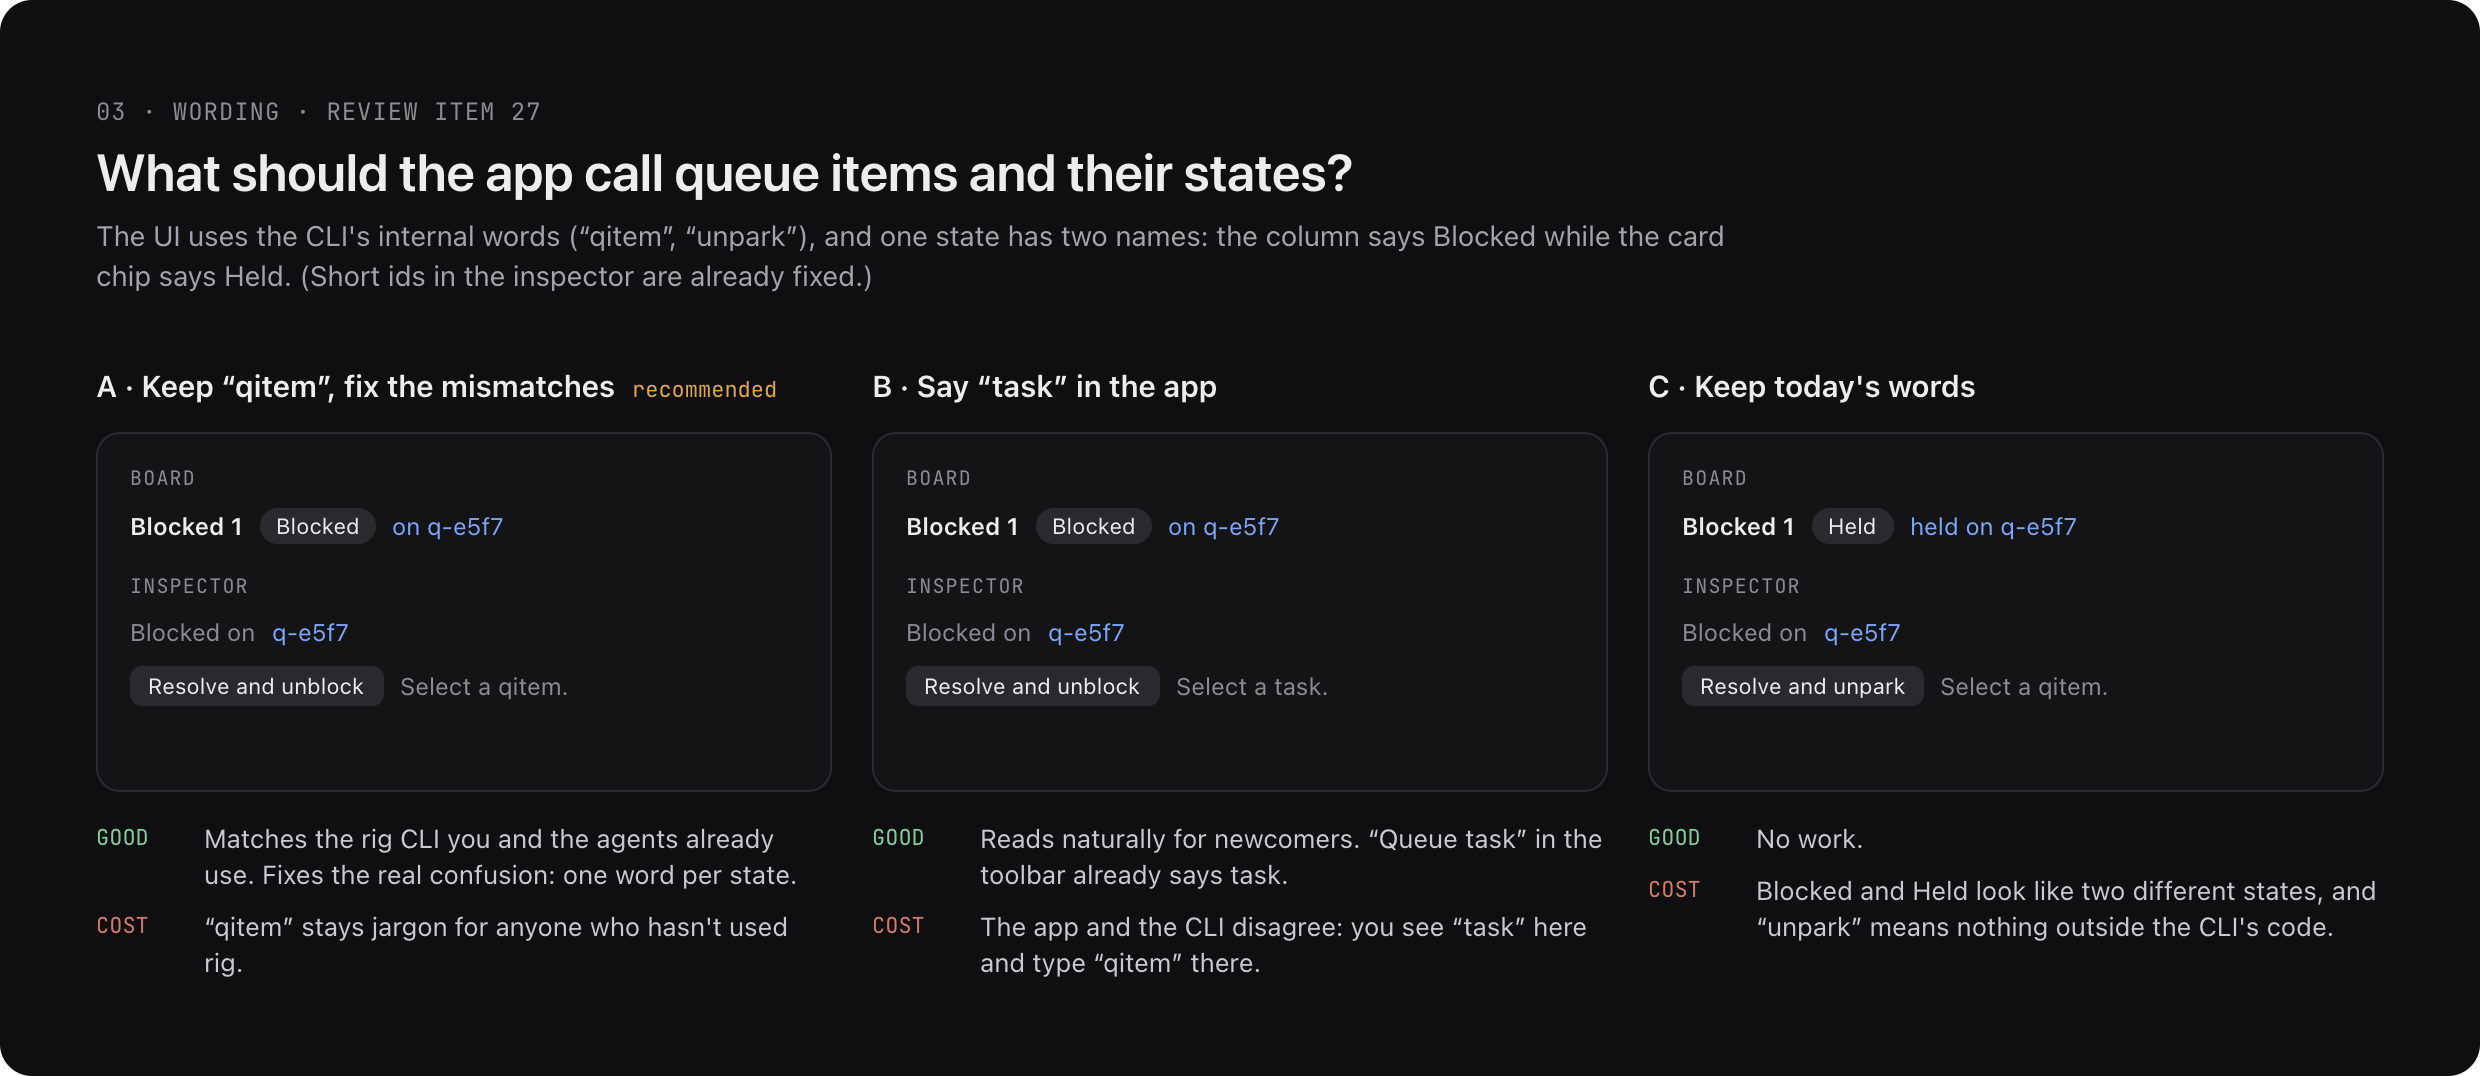 03 · WORDING · REVIEW ITEM 27
What should the app call queue items and their states?
The UI uses the CLI's internal words (“qitem”, “unpark”), and one state has two names: the column says Blocked while the card
chip says Held. (Short ids in the inspector are already fixed.)
A · Keep “qitem”, fix the mismatches recommended
BOARD
Blocked 1 Blocked on q-e5f7
INSPECTOR
Blocked on q-e5f7
Resolve and unblock Select a qitem.
GOOD Matches the rig CLI you and the agents already
use. Fixes the real confusion: one word per state.
COST “qitem” stays jargon for anyone who hasn't used
rig.
B · Say “task” in the app
BOARD
Blocked 1 Blocked on q-e5f7
INSPECTOR
Blocked on q-e5f7
Resolve and unblock Select a task.
GOOD Reads naturally for newcomers. “Queue task” in the
toolbar already says task.
COST The app and the CLI disagree: you see “task” here
and type “qitem” there.
C · Keep today's words
BOARD
Blocked 1 Held held on q-e5f7
INSPECTOR
Blocked on q-e5f7
Resolve and unpark Select a qitem.
GOOD No work.
COST Blocked and Held look like two different states, and
“unpark” means nothing outside the CLI's code.